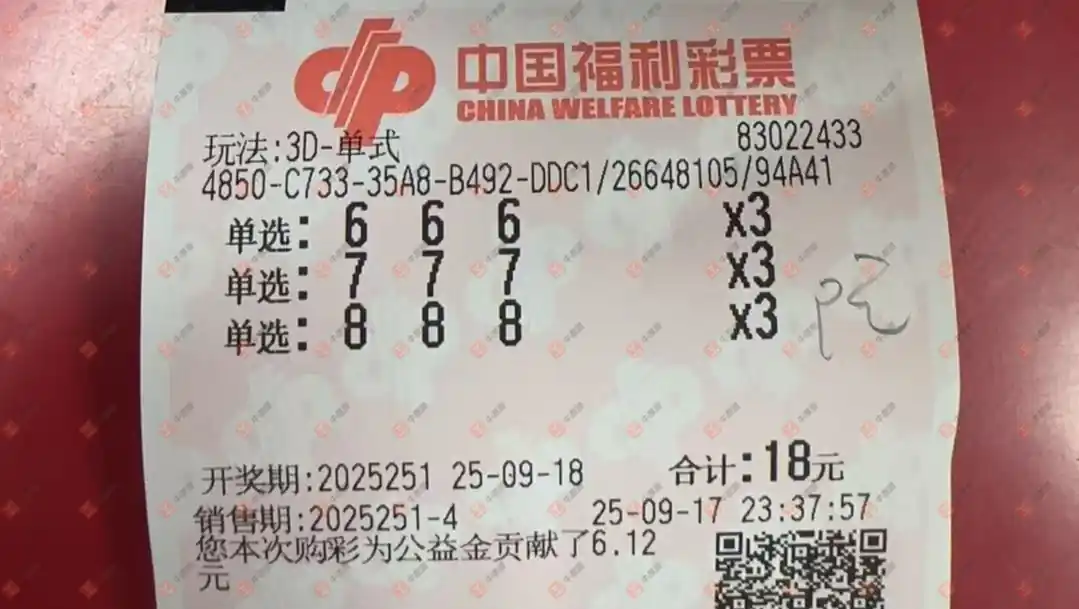 中国福利彩票
CHINA WELFARE LOTTERY
玩法:3D-单式 83022433
4850-C733-35A8-B492-DDC1/26648105/94A41
单选: 6 6 6 x3
单选: 7 7 7 x3
单选: 8 8 8 x3
开奖期:2025251 25-09-18 合计:18元
销售期:2025251-4 25-09-17 23:37:57
您本次购彩为公益金贡献了6.12
元